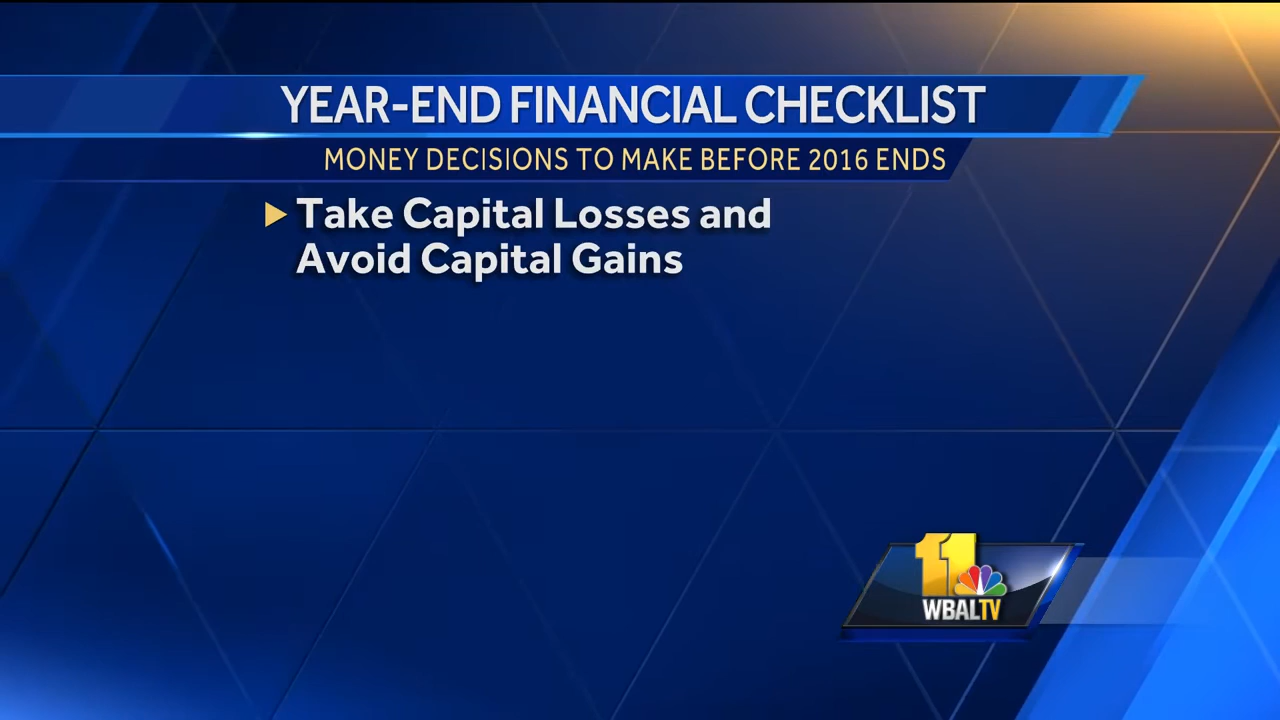 YEAR-END FINANCIAL CHECKLIST
MONEY DECISIONS TO MAKE BEFORE 2016 ENDS
Take Capital Losses and
Avoid Capital Gains
11
WBALTV